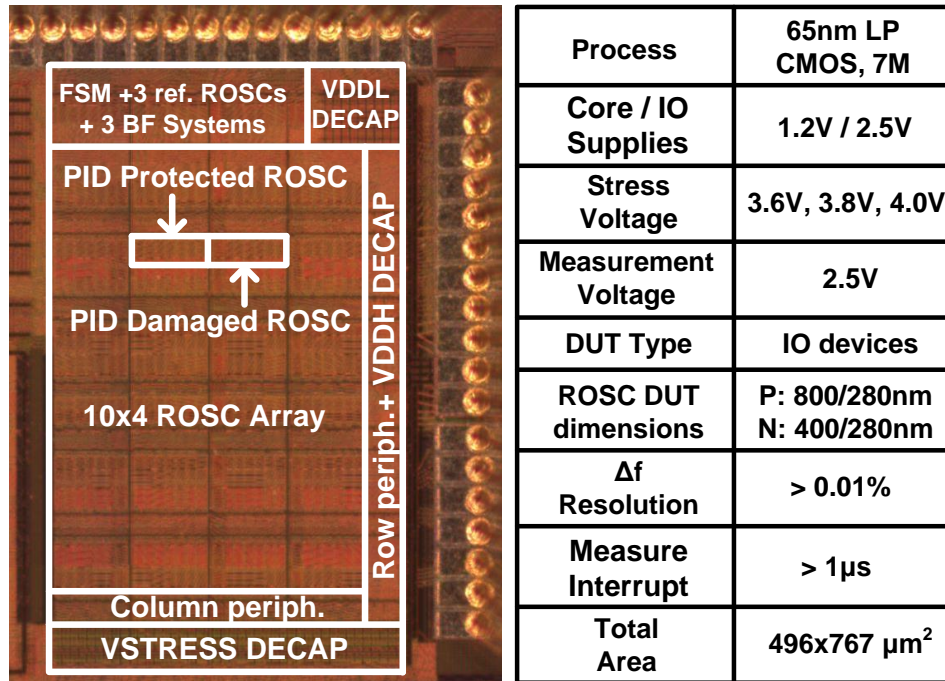 FSM +3 ref. ROSCs
+ 3 BF Systems
VDDL
DECAP
PID Protected ROSC
PID Damaged ROSC
10x4 ROSC Array
Row periph.+ VDDH DECAP
Column periph.
VSTRESS DECAP
Process
65nm LP
CMOS, 7M
Core / IO
Supplies
1.2V / 2.5V
Stress
Voltage
3.6V, 3.8V, 4.0V
Measurement
Voltage
2.5V
DUT Type
IO devices
ROSC DUT
dimensions
P: 800/280nm
N: 400/280nm
Δf
Resolution
> 0.01%
Measure
Interrupt
> 1µs
Total
Area
496x767 µm²